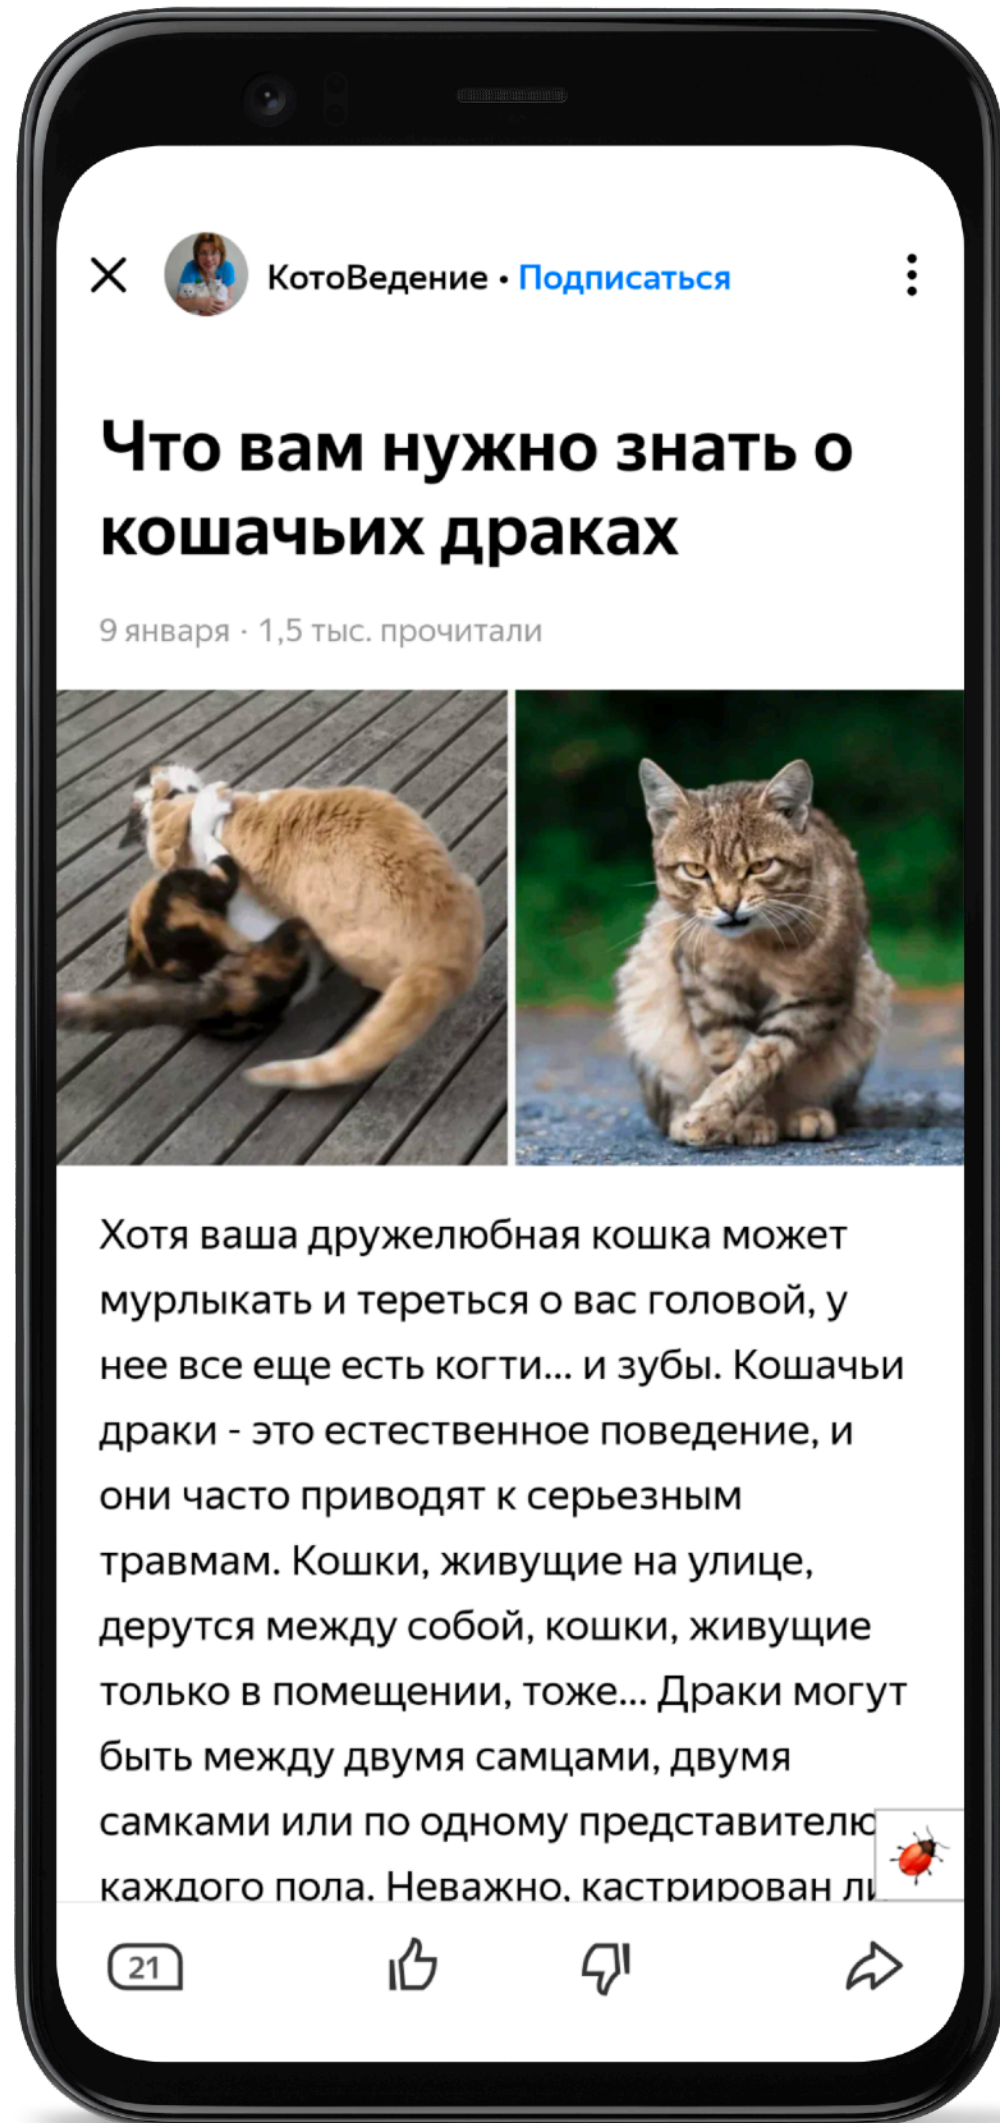 КотоВедение • Подписаться
Что вам нужно знать о
кошачьих драках
9 января · 1,5 тыс. прочитали
Хотя ваша дружелюбная кошка может
мурлыкать и тереться о вас головой, у
нее все еще есть когти... и зубы. Кошачьи
драки - это естественное поведение, и
они часто приводят к серьезным
травмам. Кошки, живущие на улице,
дерутся между собой, кошки, живущие
только в помещении, тоже... Драки могут
быть между двумя самцами, двумя
самками или по одному представителю
каждого пола. Неважно, кастрирован ли
21